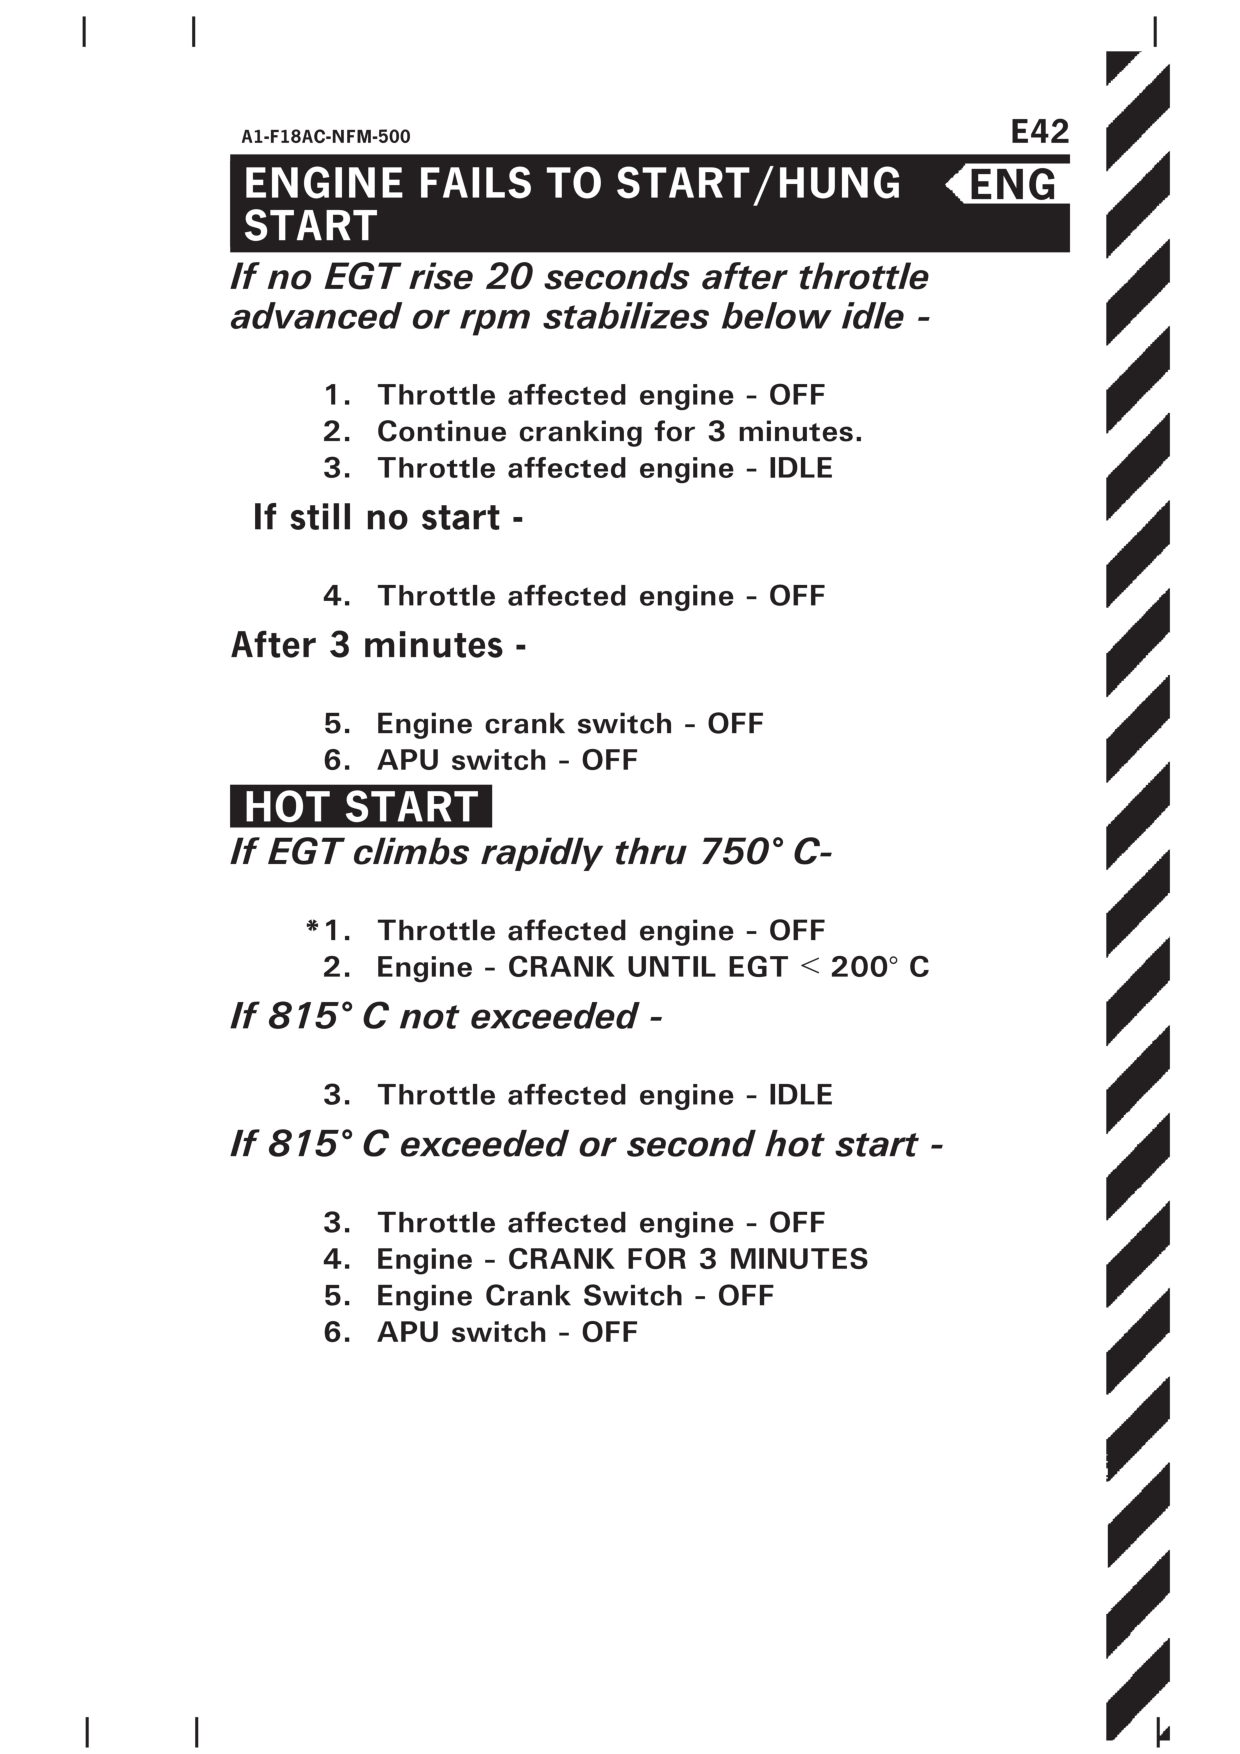 A1-F18AC-NFM-500
E42
ENGINE FAILS TO START/HUNG
START
ENG
If no EGT rise 20 seconds after throttle
advanced or rpm stabilizes below idle -
1. Throttle affected engine - OFF
2. Continue cranking for 3 minutes.
3. Throttle affected engine - IDLE
If still no start -
4. Throttle affected engine - OFF
After 3 minutes -
5. Engine crank switch - OFF
6. APU switch - OFF
HOT START
If EGT climbs rapidly thru 750° C-
*1. Throttle affected engine - OFF
2. Engine - CRANK UNTIL EGT < 200° C
If 815° C not exceeded -
3. Throttle affected engine - IDLE
If 815° C exceeded or second hot start -
3. Throttle affected engine - OFF
4. Engine - CRANK FOR 3 MINUTES
5. Engine Crank Switch - OFF
6. APU switch - OFF